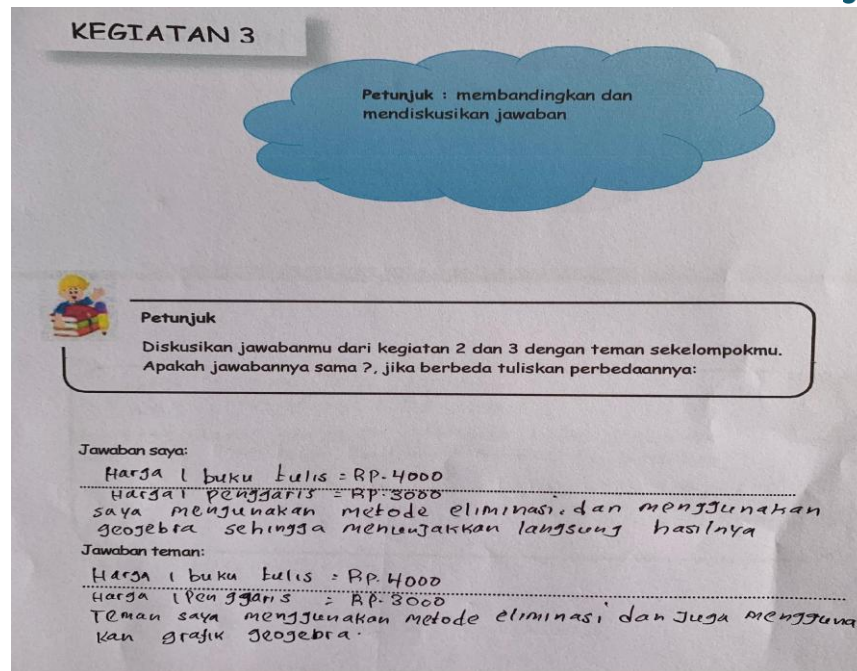 KEGIATAN 3
Petunjuk : membandingkan dan
mendiskusikan jawaban
Petunjuk
Diskusikan jawabanmu dari kegiatan 2 dan 3 dengan teman sekelompokmu.
Apakah jawabannya sama ?, jika berbeda tuliskan perbedaannya:
Jawaban saya:
Harga 1 buku tulis = RP. 4000
Harga 1 penggaris = RP. 3000
saya mengunakan metode eliminasi. dan menggunakan
geogebra sehingga menunjakkan langsung hasilnya
Jawaban teman:
Harga 1 buku tulis : RP. 4000
Harga 1 Penggaris : RP. 3000
Teman saya menggunakan metode eliminasi dan Juga mengguna
kan grafik geogebra.